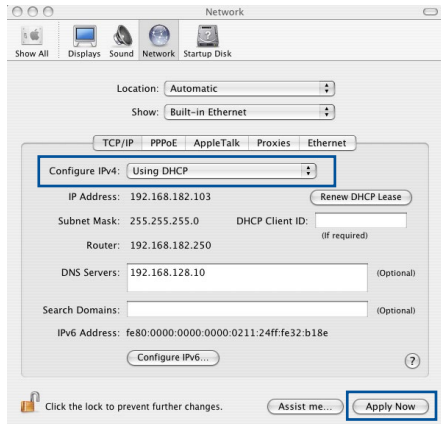 Network
Show All Displays Sound Network Startup Disk
Location: Automatic
Show: Built-in Ethernet
TCP/IP PPPoE AppleTalk Proxies Ethernet
Configure IPv4: Using DHCP
IP Address: 192.168.182.103 Renew DHCP Lease
Subnet Mask: 255.255.255.0 DHCP Client ID:
(If required)
Router: 192.168.182.250
DNS Servers: 192.168.128.10 (Optional)
Search Domains: (Optional)
IPv6 Address: fe80:0000:0000:0000:0211:24ff:fe32:b18e
Configure IPv6... ?
Click the lock to prevent further changes. Assist me... Apply Now